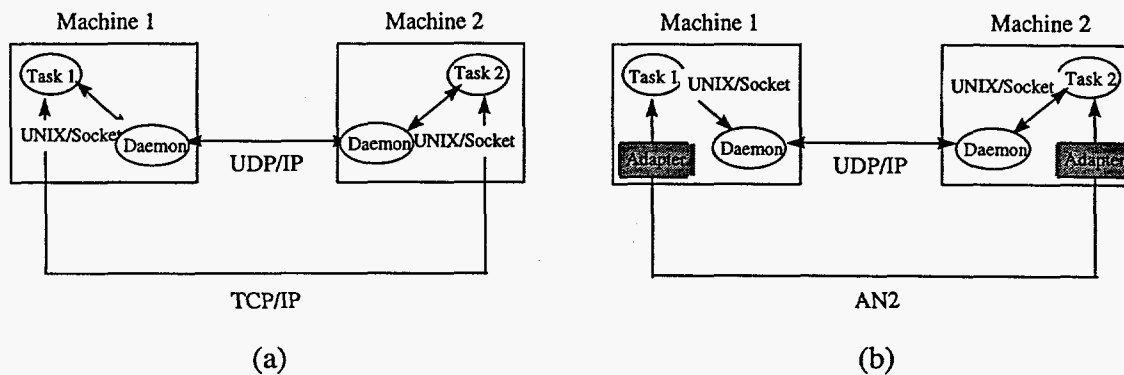 Machine 1
Machine 2
Task 1
Task 2
UNIX/Socket
Daemon
Daemon
UNIX/Socket
UDP/IP
TCP/IP
(a)
Machine 1
Machine 2
Task 1
UNIX/Socket
UNIX/Socket
Task 2
Adapter
Daemon
Daemon
Adapter
UDP/IP
AN2
(b)